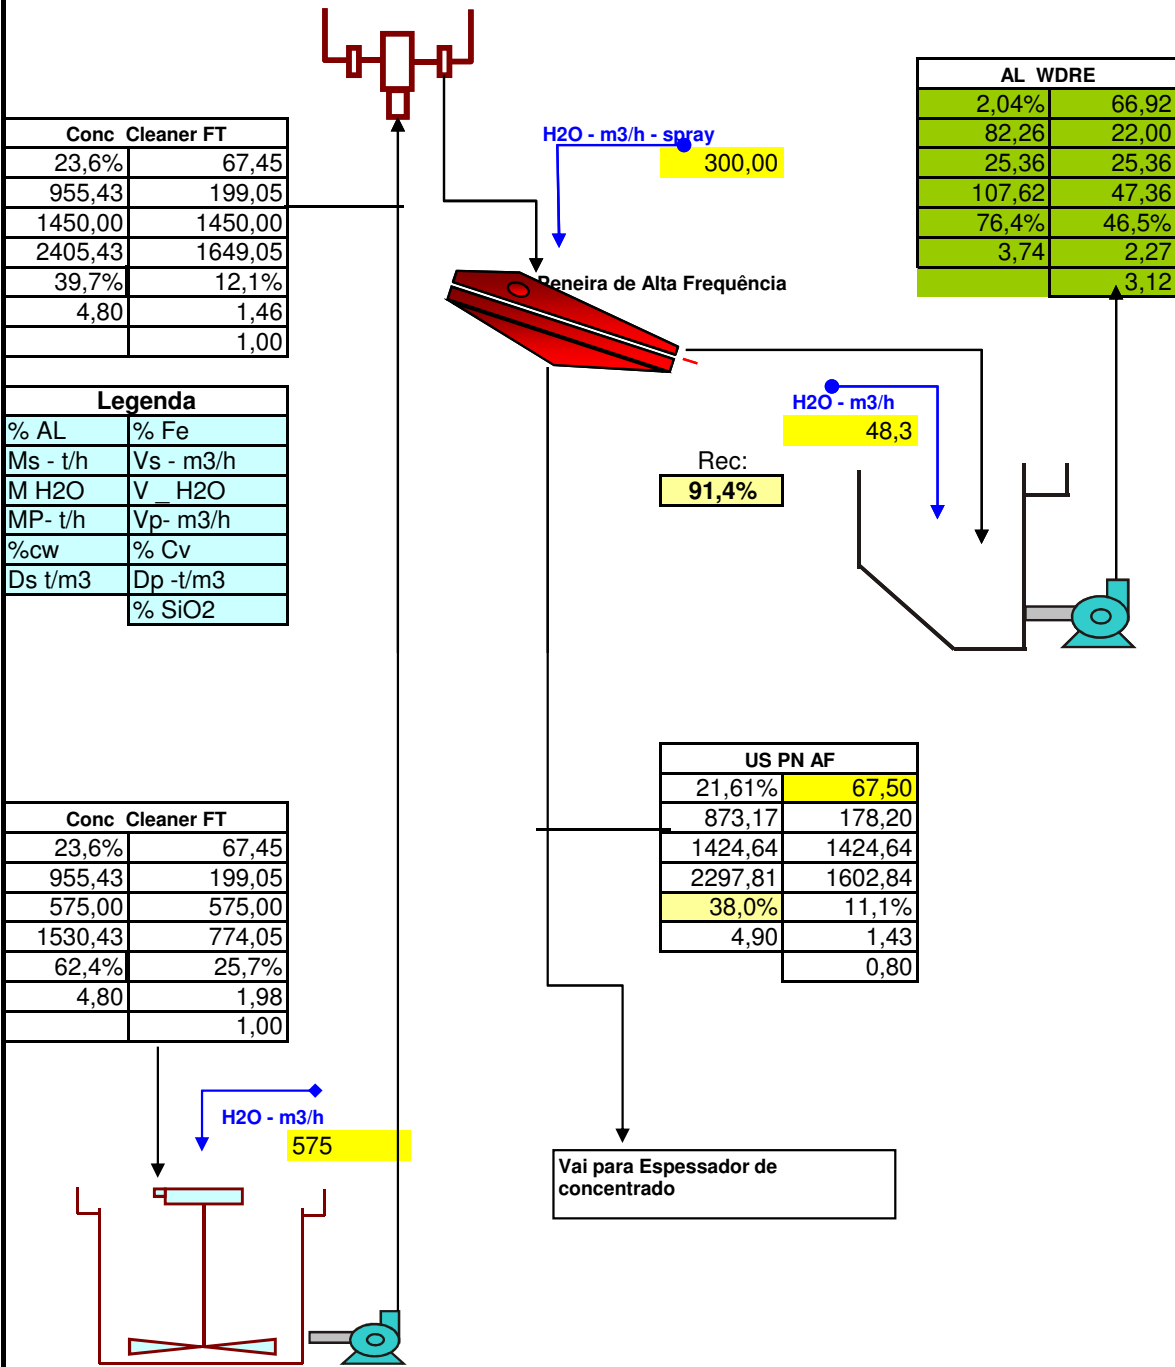 AL WDRE
2,04% 66,92
82,26 22,00
25,36 25,36
107,62 47,36
76,4% 46,5%
3,74 2,27
3,12
Conc Cleaner FT
23,6% 67,45
955,43 199,05
1450,00 1450,00
2405,43 1649,05
39,7% 12,1%
4,80 1,46
1,00
H2O - m3/h - spray
300,00
Peneira de Alta Frequência
Legenda
% AL % Fe
Ms - t/h Vs - m3/h
M H2O V _ H2O
MP- t/h Vp- m3/h
%cw % Cv
Ds t/m3 Dp -t/m3
% SiO2
H2O - m3/h
48,3
Rec:
91,4%
US PN AF
21,61% 67,50
873,17 178,20
1424,64 1424,64
2297,81 1602,84
38,0% 11,1%
4,90 1,43
0,80
Conc Cleaner FT
23,6% 67,45
955,43 199,05
575,00 575,00
1530,43 774,05
62,4% 25,7%
4,80 1,98
1,00
H2O - m3/h
575
Vai para Espessador de
concentrado